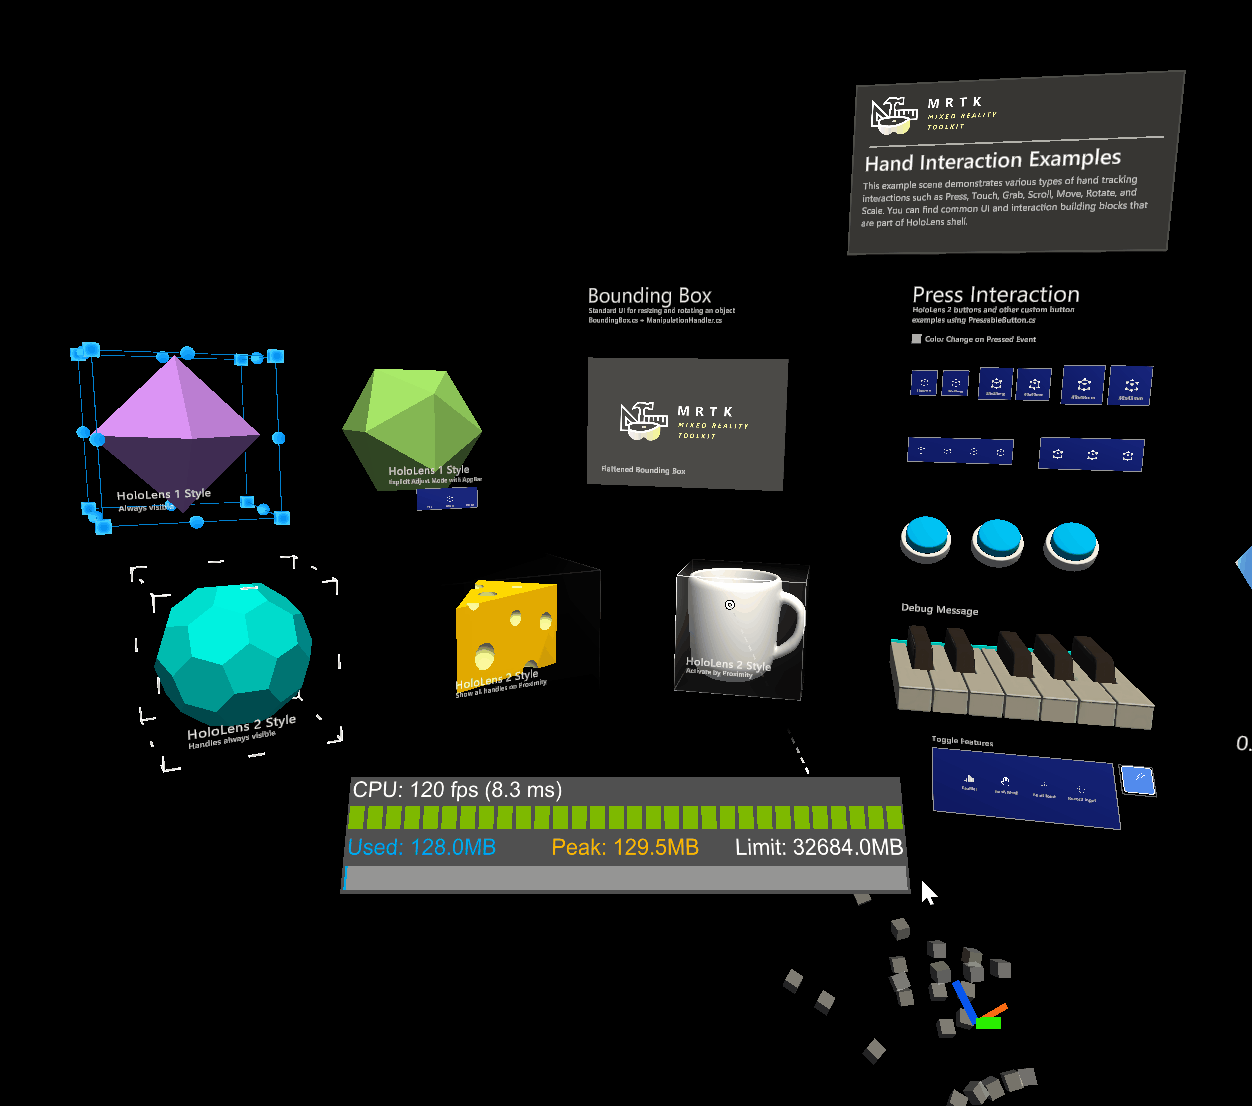 MRTK
MIXED REALITY
TOOLKIT
Hand Interaction Examples
This example scene demonstrates various types of hand tracking
interactions such as Press, Touch, Grab, Scroll, Move, Rotate, and
Scale. You can find common UI and interaction building blocks that
are part of HoloLens shell.
Bounding Box
Standard UI for resizing and rotating an object
BoundingBox.cs + ManipulationHandler.cs
Press Interaction
HoloLens 2 buttons and other custom button
examples using PressableButton.cs
Color Change on Pressed Event
MRTK
MIXED REALITY
TOOLKIT
Flattened Bounding Box
HoloLens 1 Style
Always visible
HoloLens 1 Style
Explicit Adjust Mode with AppBar
HoloLens 2 Style
Handles always visible
HoloLens 2 Style
Show all handles on Proximity
HoloLens 2 Style
Activate by Proximity
Debug Message
Toggle Features
0.
CPU: 120 fps (8.3 ms)
Used: 128.0MB
Peak: 129.5MB
Limit: 32684.0MB